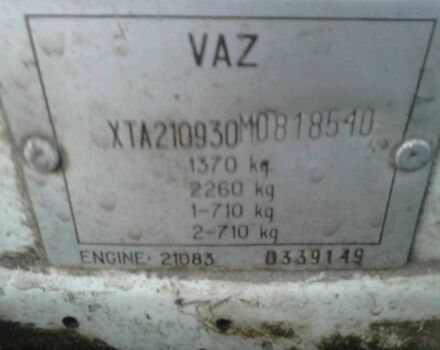 VAZ
XTA210930M0818540
1370 kg
2260 kg
1-710 kg
2-710 kg
ENGINE· 21083 0339149